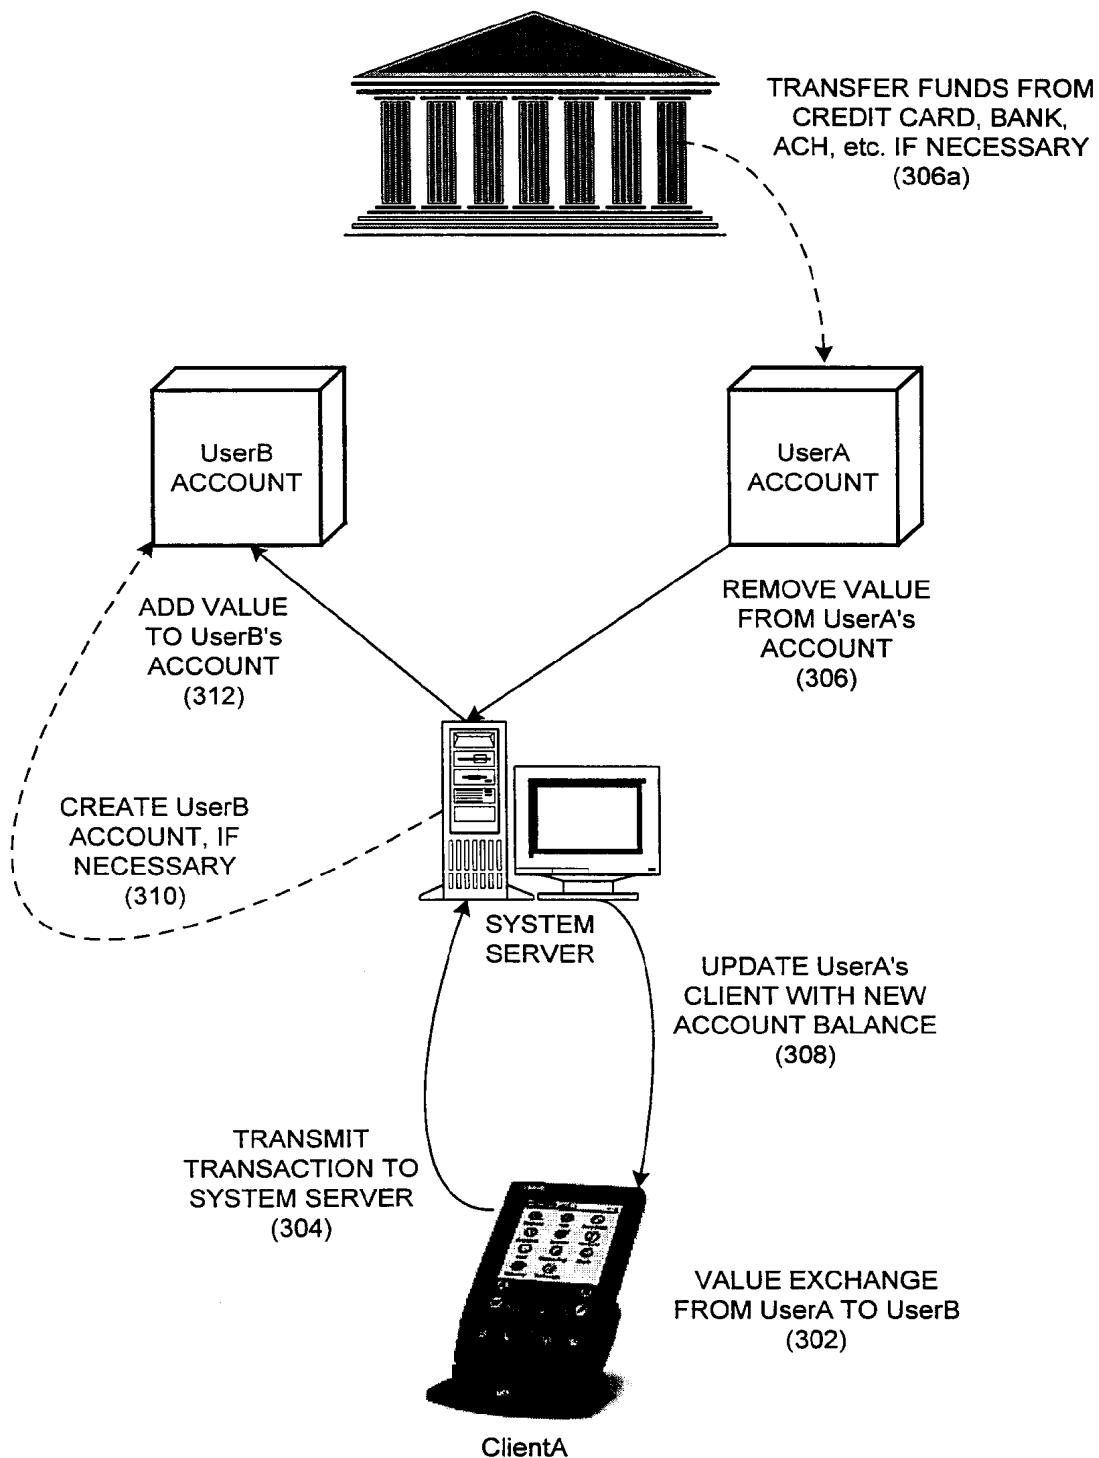 TRANSFER FUNDS FROM
CREDIT CARD, BANK,
ACH, etc. IF NECESSARY
(306a)
UserB
ACCOUNT
UserA
ACCOUNT
ADD VALUE
TO UserB's
ACCOUNT
(312)
REMOVE VALUE
FROM UserA's
ACCOUNT
(306)
CREATE UserB
ACCOUNT, IF
NECESSARY
(310)
SYSTEM
SERVER
UPDATE UserA's
CLIENT WITH NEW
ACCOUNT BALANCE
(308)
TRANSMIT
TRANSACTION TO
SYSTEM SERVER
(304)
VALUE EXCHANGE
FROM UserA TO UserB
(302)
ClientA